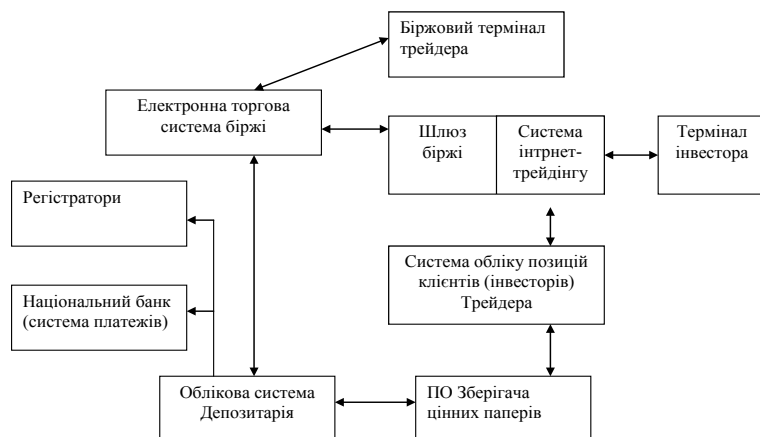 Біржовий термінал
трейдера
Електронна торгова
система біржі
Шлюз
біржі
Система
інтрнет-
трейдінгу
Термінал
інвестора
Регістратори
Система обліку позицій
клієнтів (інвесторів)
Трейдера
Національний банк
(система платежів)
Облікова система
Депозитарія
ПО Зберігача
цінних паперів